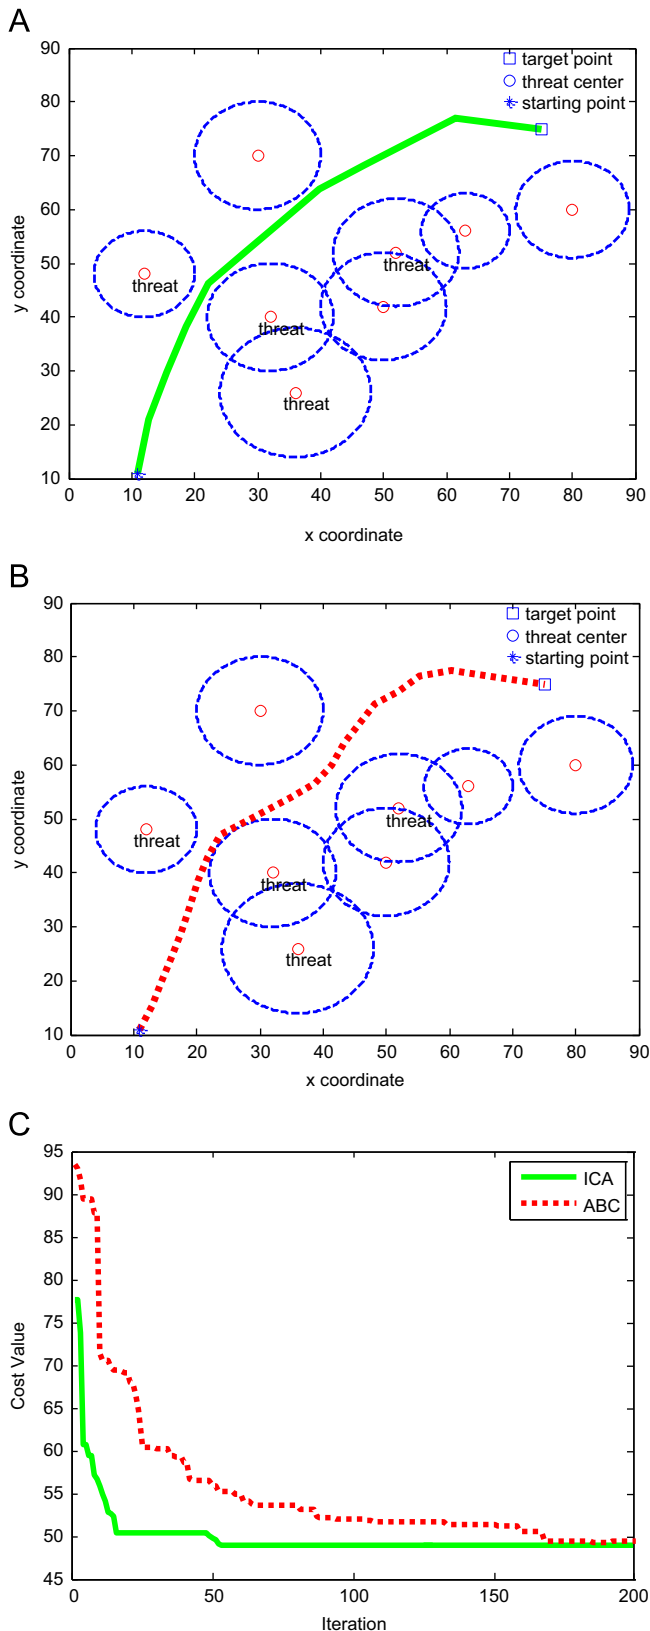 A
90
80
70
60
50
40
30
20
10
y coordinate
target point
threat center
starting point
threat
threat
threat
threat
0 10 20 30 40 50 60 70 80 90
x coordinate
B
90
80
70
60
50
40
30
20
10
y coordinate
target point
threat center
starting point
threat
threat
threat
threat
0 10 20 30 40 50 60 70 80 90
x coordinate
C
95
90
85
80
75
70
65
60
55
50
45
Cost Value
ICA
ABC
0 50 100 150 200
Iteration